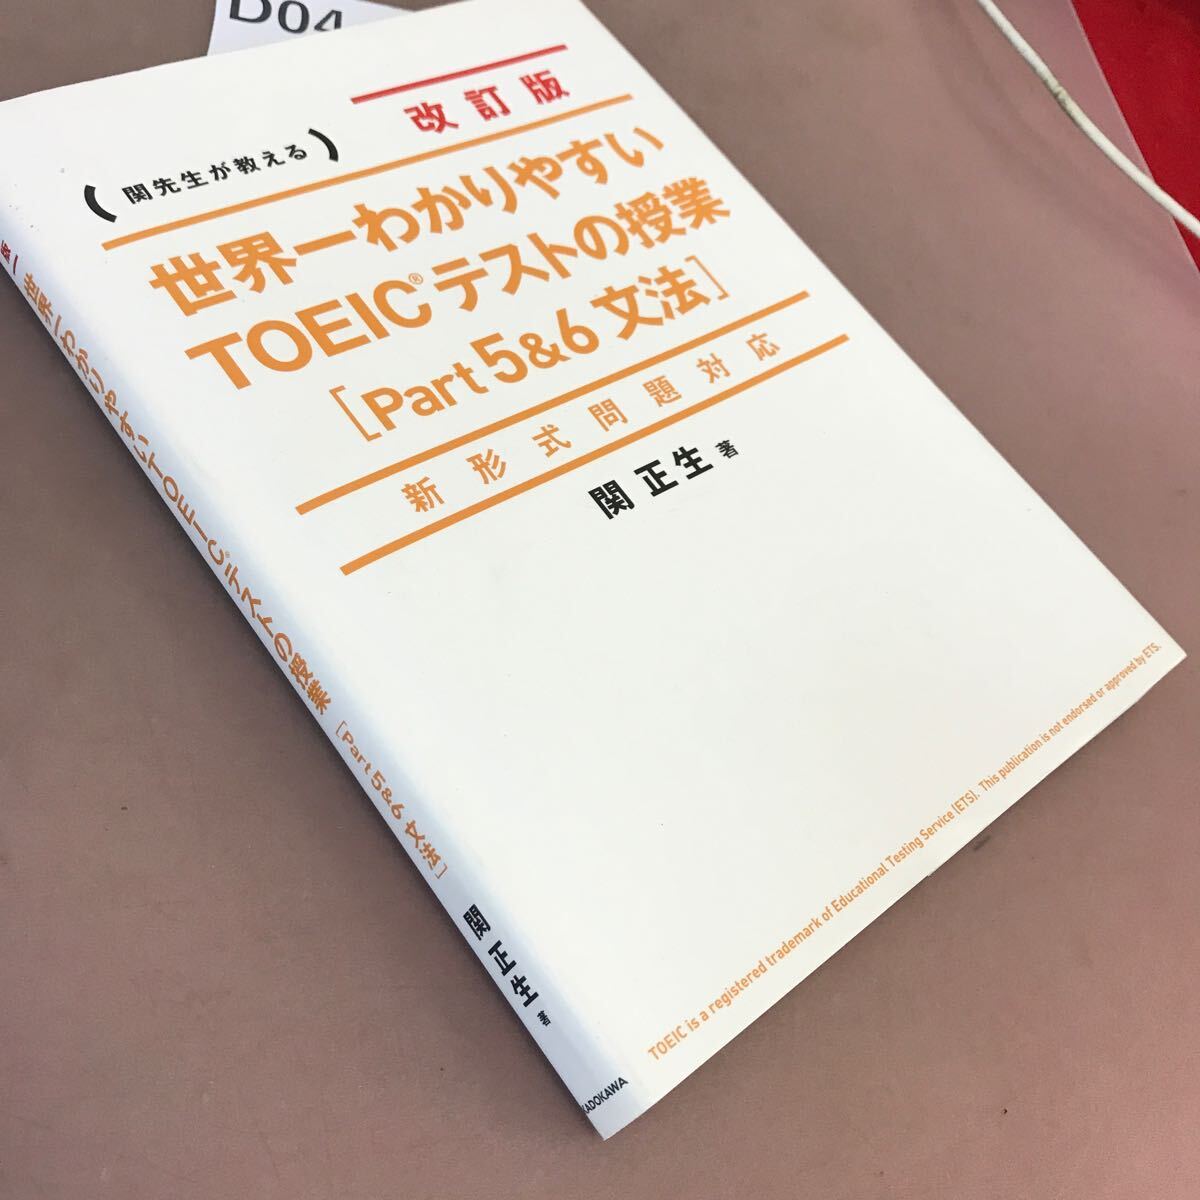 D04
改訂版
(関先生が教える)
世界一わかりやすい
TOEIC®テストの授業
[Part 5&6 文法]
新形式問題対応
関 正生 著
TOEIC is a registered trademark of Educational Testing Service (ETS). This publication is not endorsed or approved by ETS.
世界一わかりやすいTOEIC®テストの授業 [Part 5&6 文法]
関 正生 著
KADOKAWA